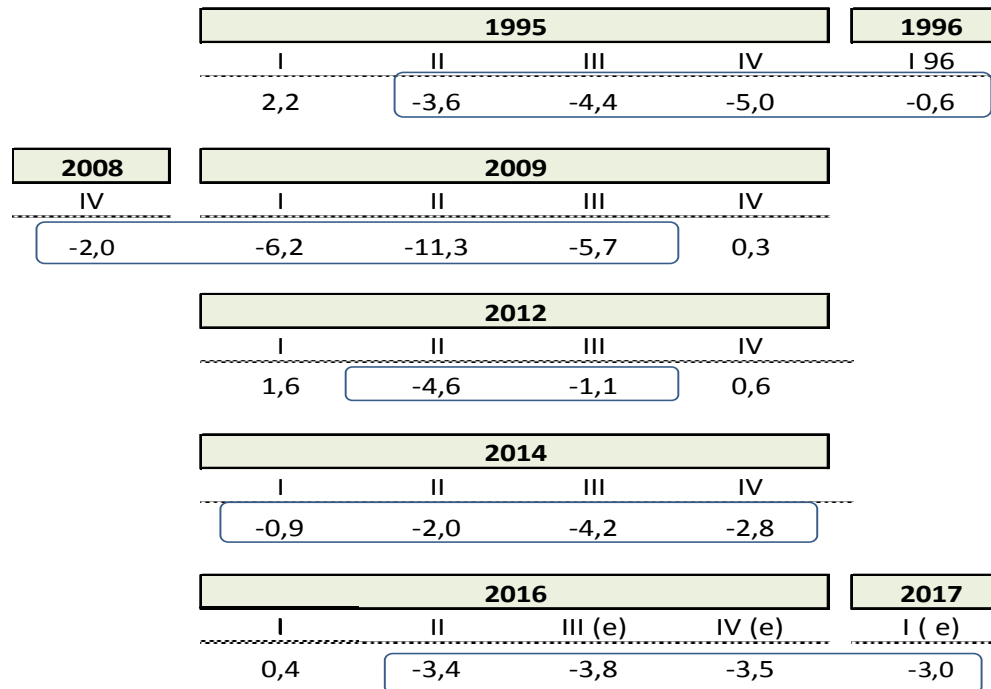 1995 1996
I II III IV I 96
2,2 -3,6 -4,4 -5,0 -0,6
2008 2009
IV I II III IV
-2,0 -6,2 -11,3 -5,7 0,3
2012
I II III IV
1,6 -4,6 -1,1 0,6
2014
I II III IV
-0,9 -2,0 -4,2 -2,8
2016 2017
I II III (e) IV (e) I ( e)
0,4 -3,4 -3,8 -3,5 -3,0